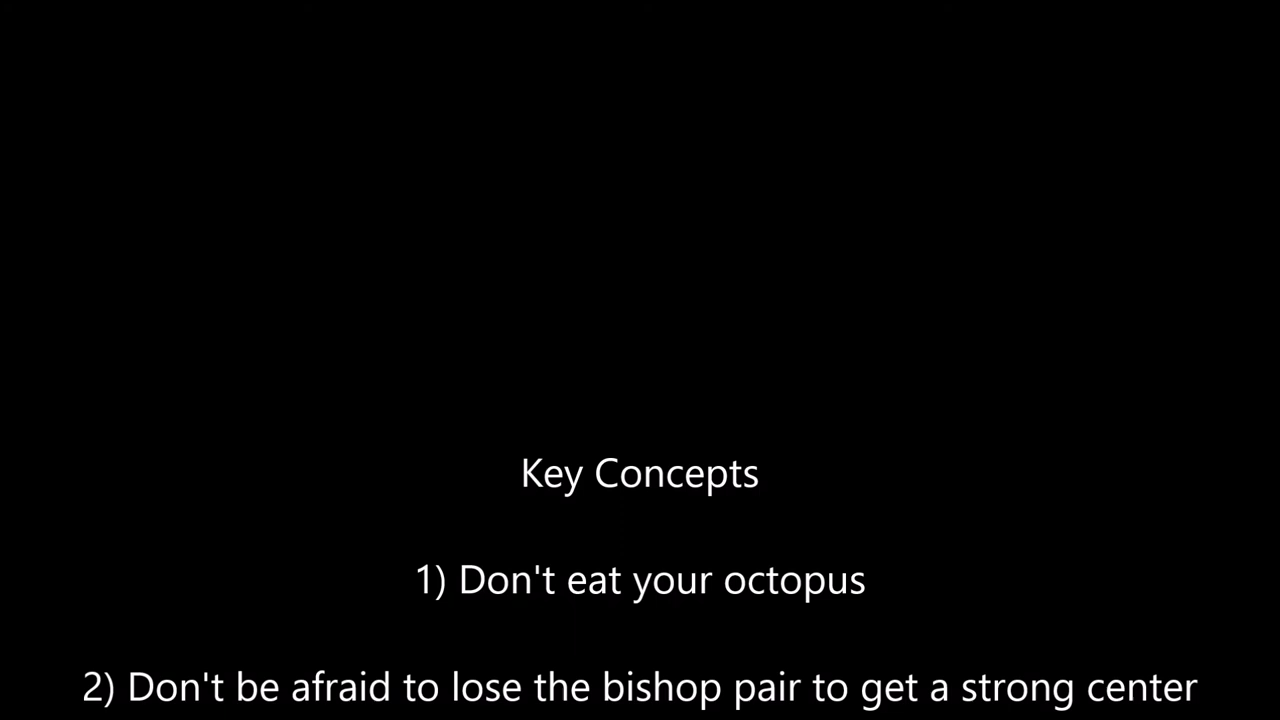 Key Concepts
1) Don't eat your octopus
2) Don't be afraid to lose the bishop pair to get a strong center